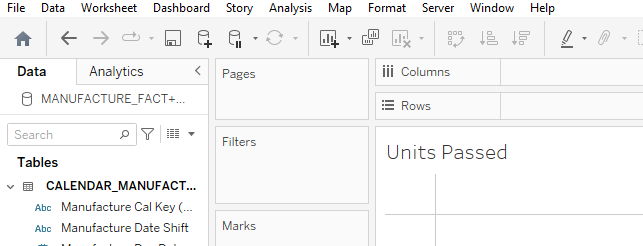 File Data Worksheet Dashboard Story Analysis Map Format Server Window Help
Data Analytics
Pages
Columns
MANUFACTURE_FACT+...
Rows
Search
Filters
Units Passed
Tables
CALENDAR_MANUFACT...
Abc Manufacture Cal Key (...
Abc Manufacture Date Shift
Marks